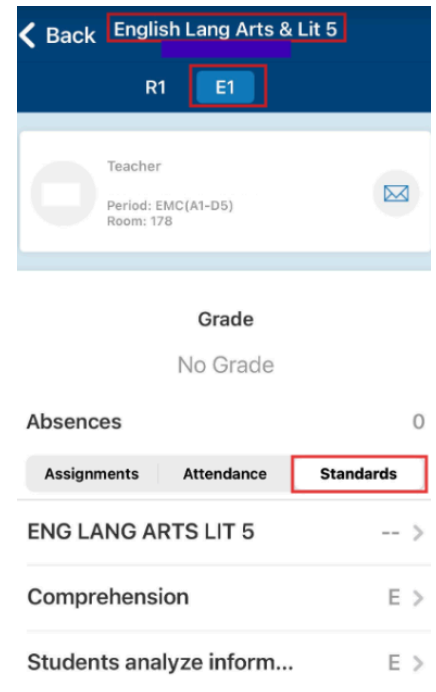 Back English Lang Arts & Lit 5
R1 E1
Teacher
Period: EMC(A1-D5)
Room: 178
Grade
No Grade
Absences 0
Assignments Attendance Standards
ENG LANG ARTS LIT 5 -- >
Comprehension E >
Students analyze inform... E >